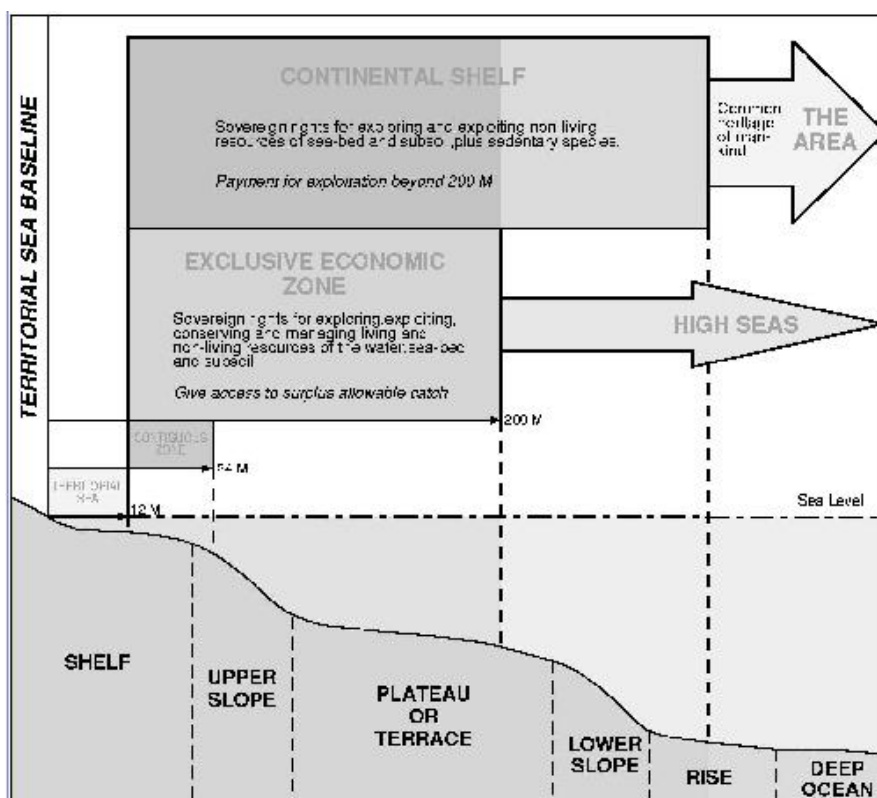 TERRITORIAL SEA BASELINE
CONTINENTAL SHELF
Sovereign rights for exploring and exploiting non-living
resources of sea-bed and subsoil, plus sedentary species.
Payment for exploitation beyond 200 M
Common
heritage
of man-
kind
THE
AREA
EXCLUSIVE ECONOMIC
ZONE
Sovereign rights for exploring, exploiting,
conserving and managing living and
non-living resources of the water, sea-bed
and subsoil
Give access to surplus allowable catch
HIGH SEAS
200 M
CONTIGUOUS
ZONE
24 M
TERRITORIAL
SEA
12 M
Sea Level
SHELF
UPPER
SLOPE
PLATEAU
OR
TERRACE
LOWER
SLOPE
RISE
DEEP
OCEAN